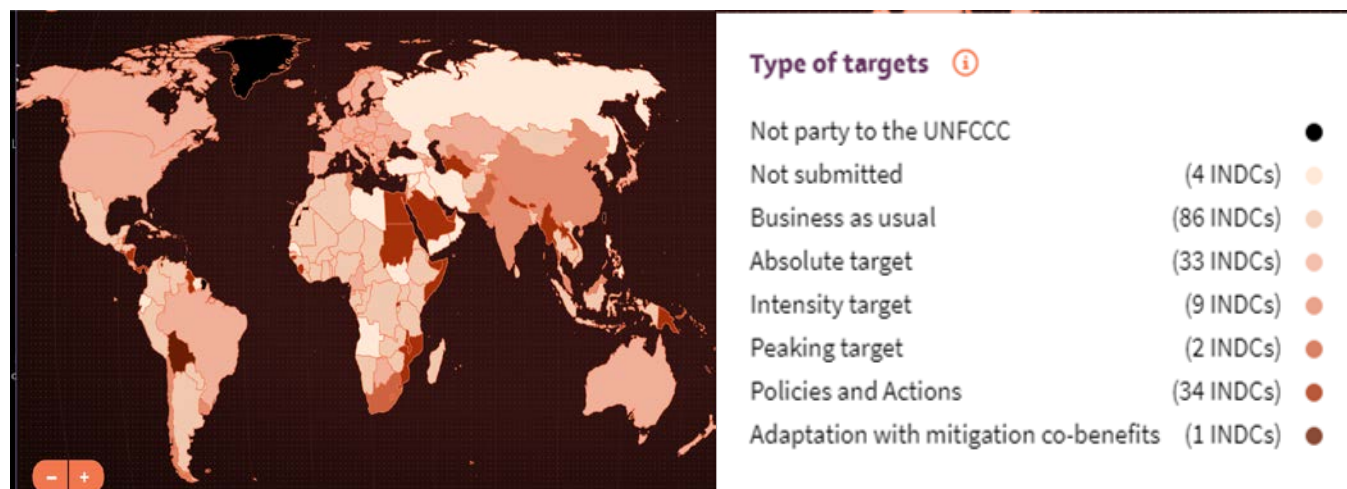 Type of targets
Not party to the UNFCCC
Not submitted (4 INDCs)
Business as usual (86 INDCs)
Absolute target (33 INDCs)
Intensity target (9 INDCs)
Peaking target (2 INDCs)
Policies and Actions (34 INDCs)
Adaptation with mitigation co-benefits (1 INDCs)